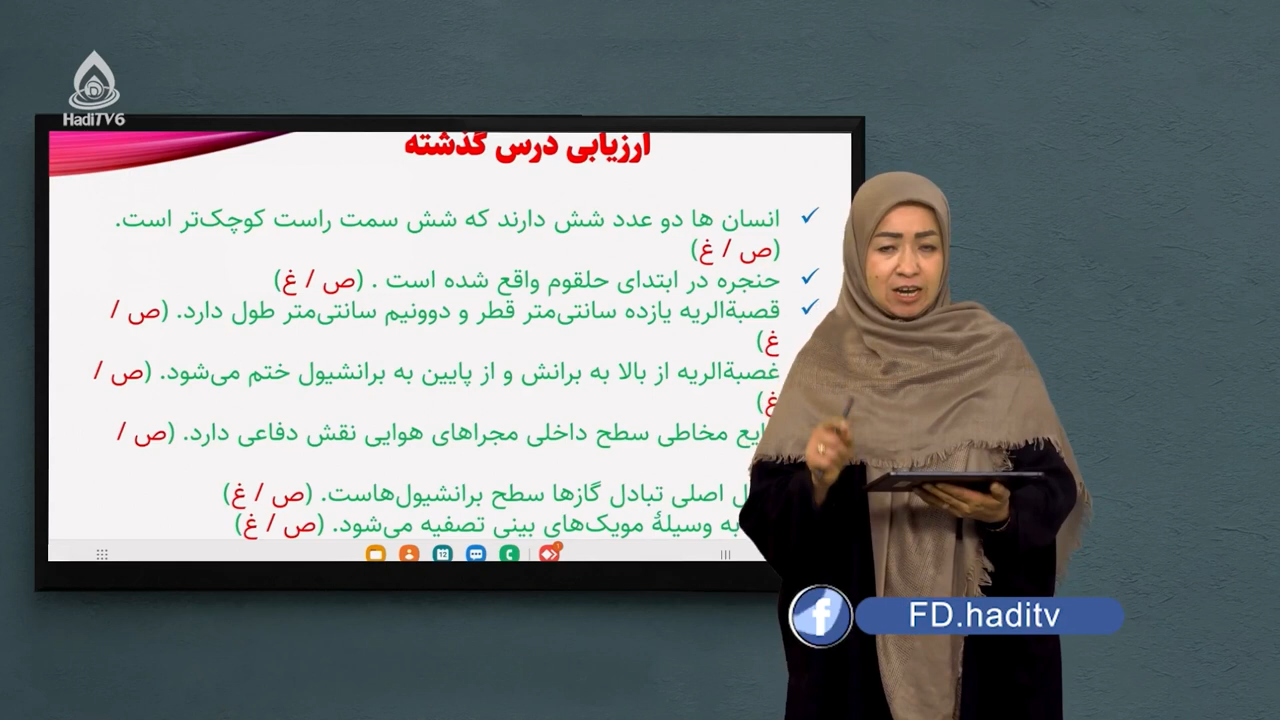 HadiTV6
ارزیابی درس گذشته
انسان ها دو عدد شش دارند که شش سمت راست کوچک‌تر است.
(ص / غ)
حنجره در ابتدای حلقوم واقع شده است . (ص / غ)
قصبةالریه یازده سانتی‌متر قطر و دوونیم سانتی‌متر طول دارد. (ص /
غ)
غصبةالریه از بالا به برانش و از پایین به برانشیول ختم می‌شود. (ص /
غ)
مخاطی سطح داخلی مجراهای هوایی نقش دفاعی دارد. (ص /
اصلی تبادل گازها سطح برانشیول‌هاست. (ص / غ)
به وسیلۀ مویک‌های بینی تصفیه می‌شود. (ص / غ)
12
FD.haditv